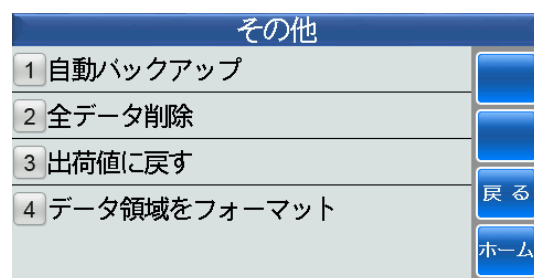 その他
1 自動バックアップ
2 全データ削除
3 出荷値に戻す
4 データ領域をフォーマット
戻る
ホーム